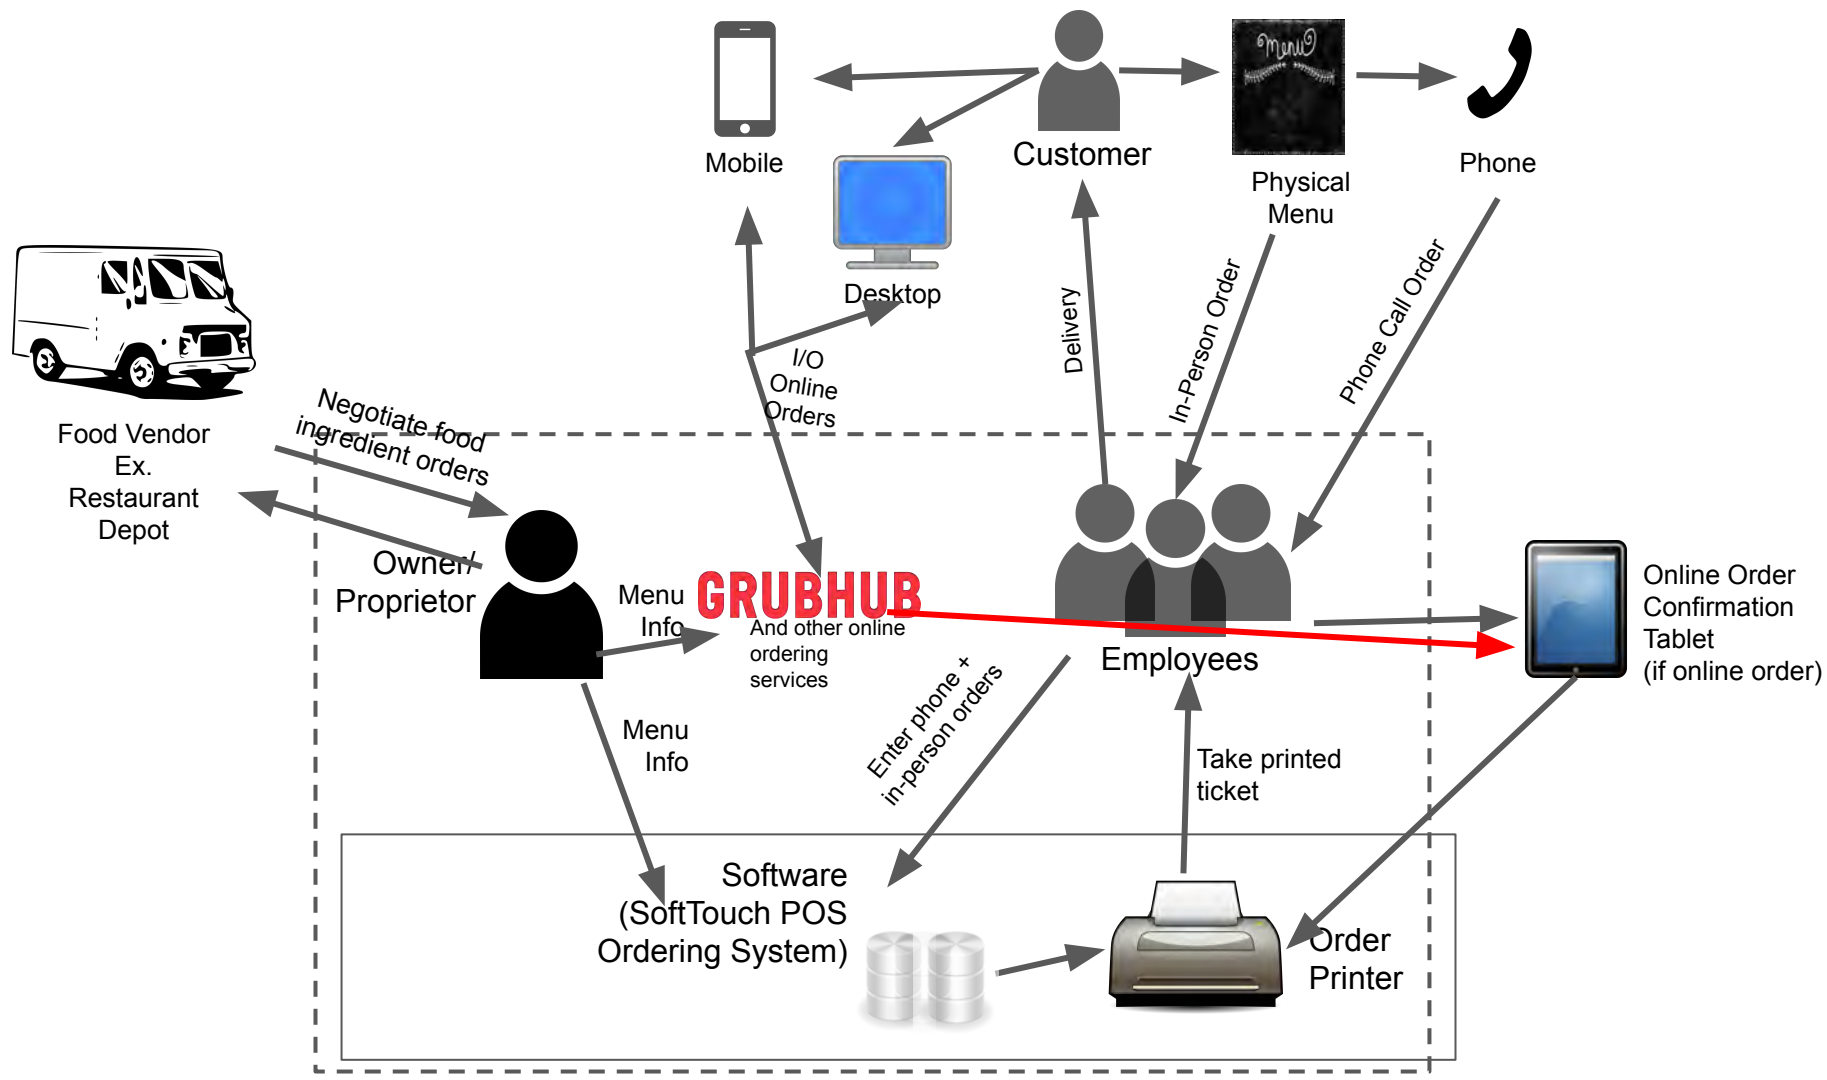 Menu
Mobile
Customer
Physical
Menu
Phone
Desktop
I/O
Online
Orders
Delivery
In-Person Order
Phone Call Order
Food Vendor
Ex.
Restaurant
Depot
Negotiate food
ingredient orders
Owner/
Proprietor
Menu
Info
GRUBHUB
And other online
ordering
services
Employees
Online Order
Confirmation
Tablet
(if online order)
Menu
Info
Enter phone +
in-person orders
Take printed
ticket
Software
(SoftTouch POS
Ordering System)
Order
Printer